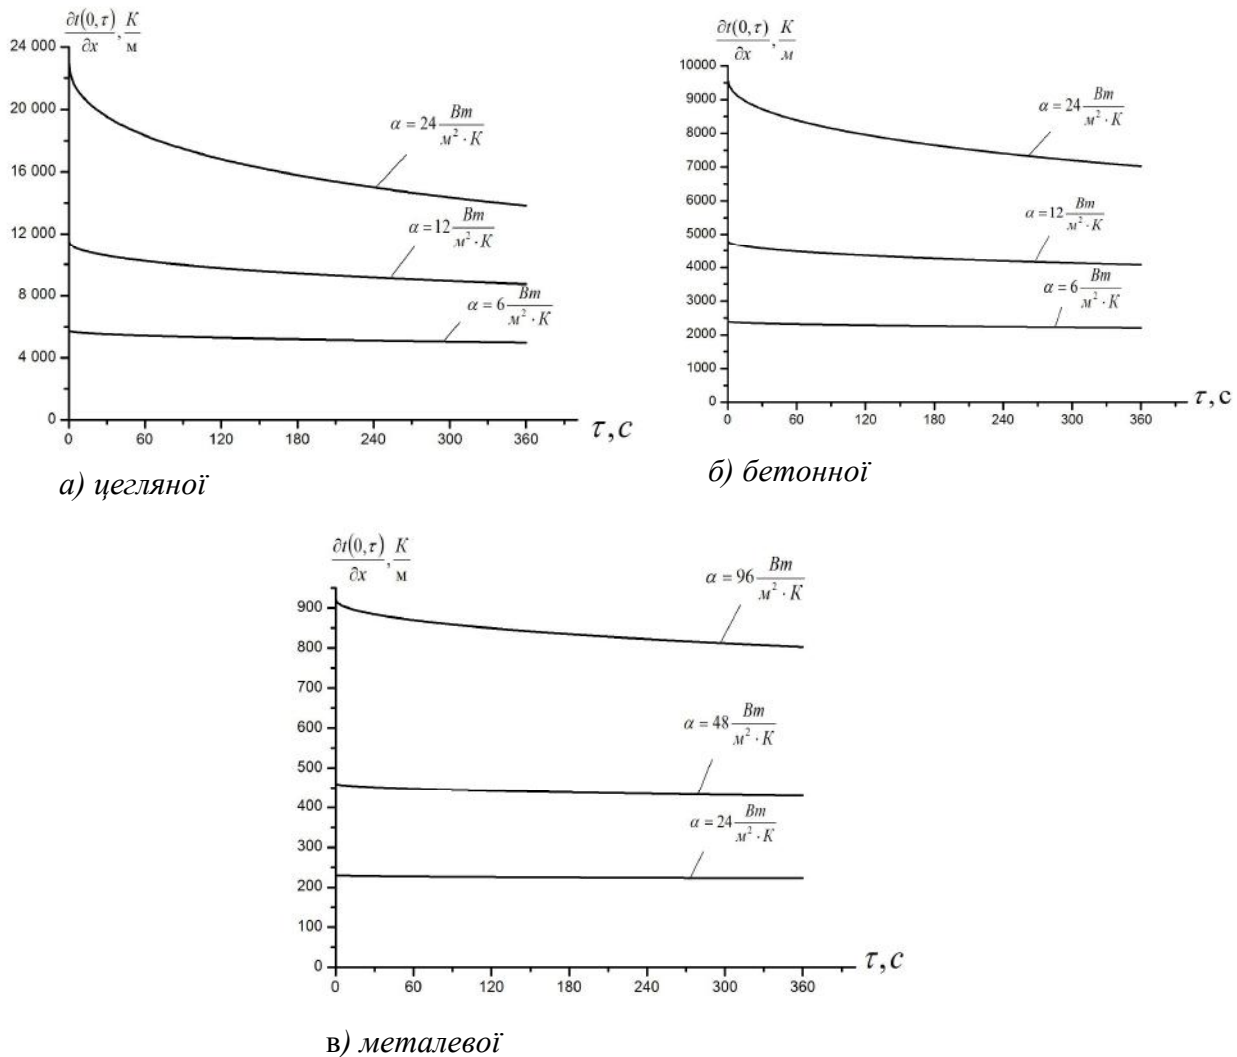 ∂t(0,τ)/∂x, К/м
24 000
20 000
16 000
12 000
8 000
4 000
0
α = 24 Вт/м² · К
α = 12 Вт/м² · К
α = 6 Вт/м² · К
0 60 120 180 240 300 360
τ, с
а) цегляної
∂t(0,τ)/∂x, К/м
10000
9000
8000
7000
6000
5000
4000
3000
2000
1000
0
α = 24 Вт/м² · К
α = 12 Вт/м² · К
α = 6 Вт/м² · К
0 60 120 180 240 300 360
τ, с
б) бетонної
∂t(0,τ)/∂x, К/м
900
800
700
600
500
400
300
200
100
0
α = 96 Вт/м² · К
α = 48 Вт/м² · К
α = 24 Вт/м² · К
0 60 120 180 240 300 360
τ, с
в) металевої